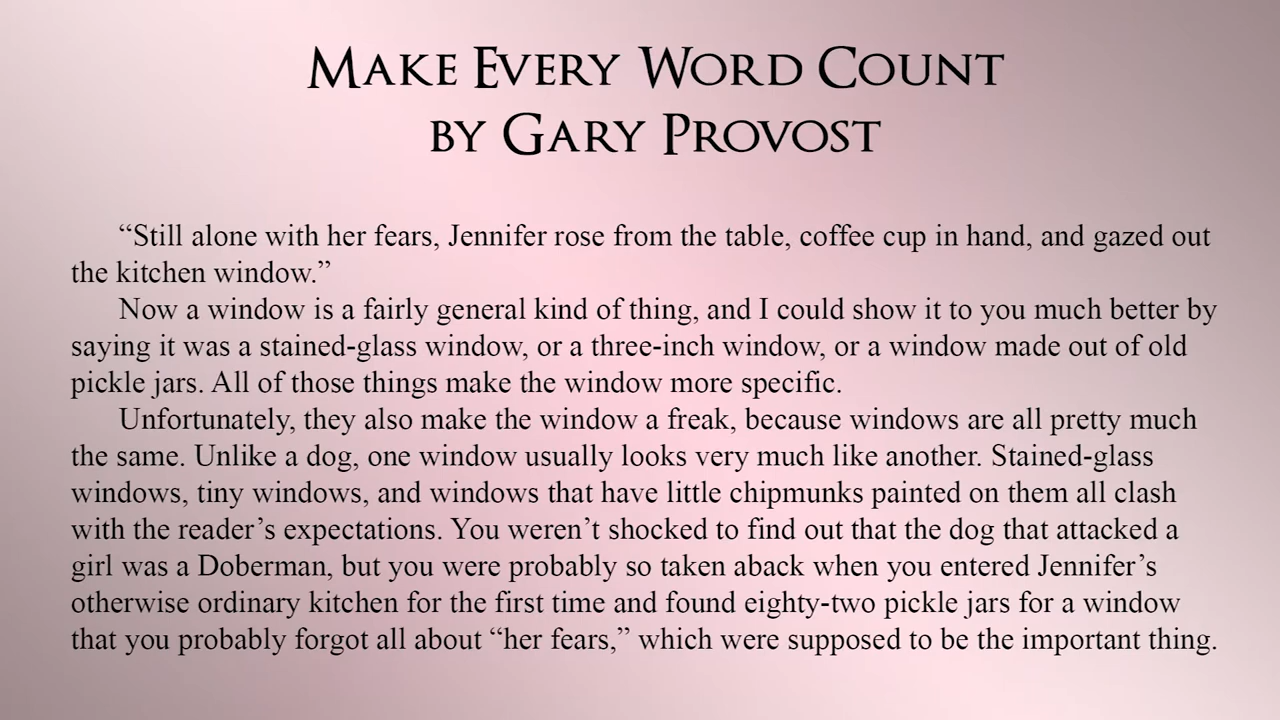 Make Every Word Count
by Gary Provost
“Still alone with her fears, Jennifer rose from the table, coffee cup in hand, and gazed out
the kitchen window.”
Now a window is a fairly general kind of thing, and I could show it to you much better by
saying it was a stained-glass window, or a three-inch window, or a window made out of old
pickle jars. All of those things make the window more specific.
Unfortunately, they also make the window a freak, because windows are all pretty much
the same. Unlike a dog, one window usually looks very much like another. Stained-glass
windows, tiny windows, and windows that have little chipmunks painted on them all clash
with the reader’s expectations. You weren’t shocked to find out that the dog that attacked a
girl was a Doberman, but you were probably so taken aback when you entered Jennifer’s
otherwise ordinary kitchen for the first time and found eighty-two pickle jars for a window
that you probably forgot all about “her fears,” which were supposed to be the important thing.